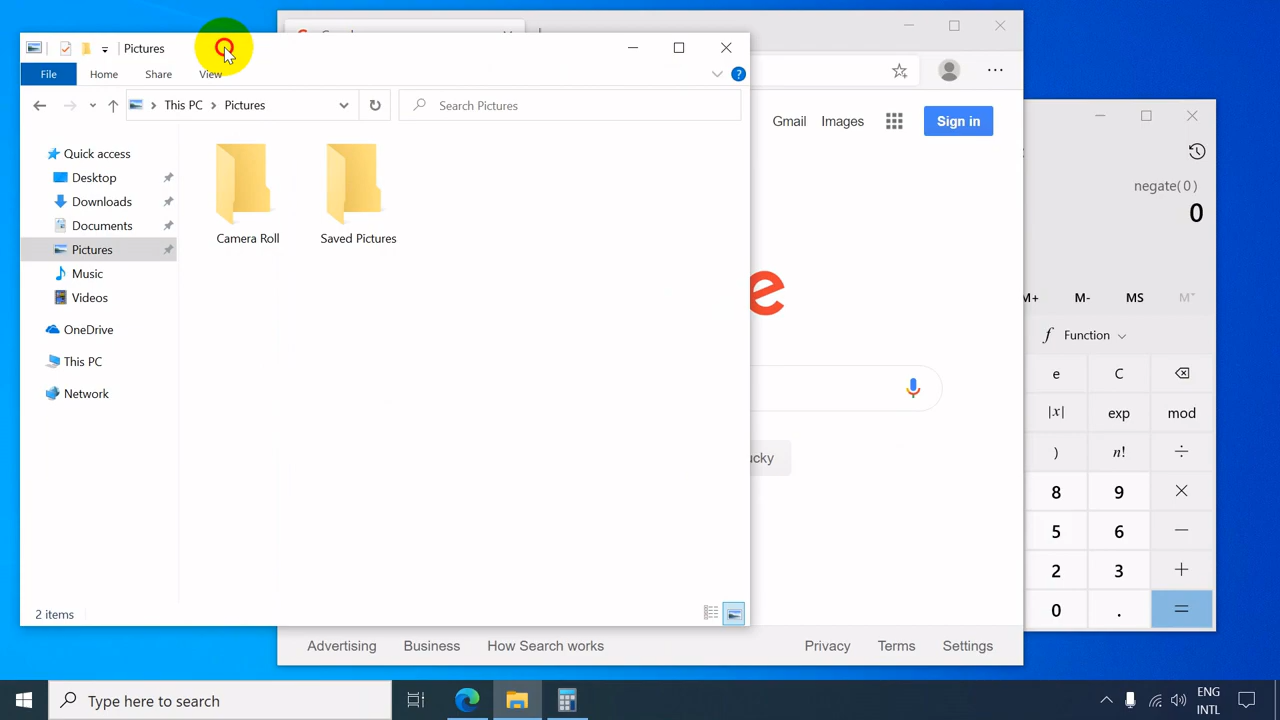 Pictures
File Home Share View
This PC Pictures
Search Pictures
Quick access
Desktop
Downloads
Documents
Pictures
Music
Videos
OneDrive
This PC
Network
Camera Roll
Saved Pictures
2 items
Gmail Images Sign in
e
Advertising Business How Search works
Privacy Terms Settings
negate( 0 )
0
M- MS
Function
e C
|x| exp mod
) n! ÷
8 9 ×
5 6 −
2 3 +
0 . =
Type here to search
ENG
INTL